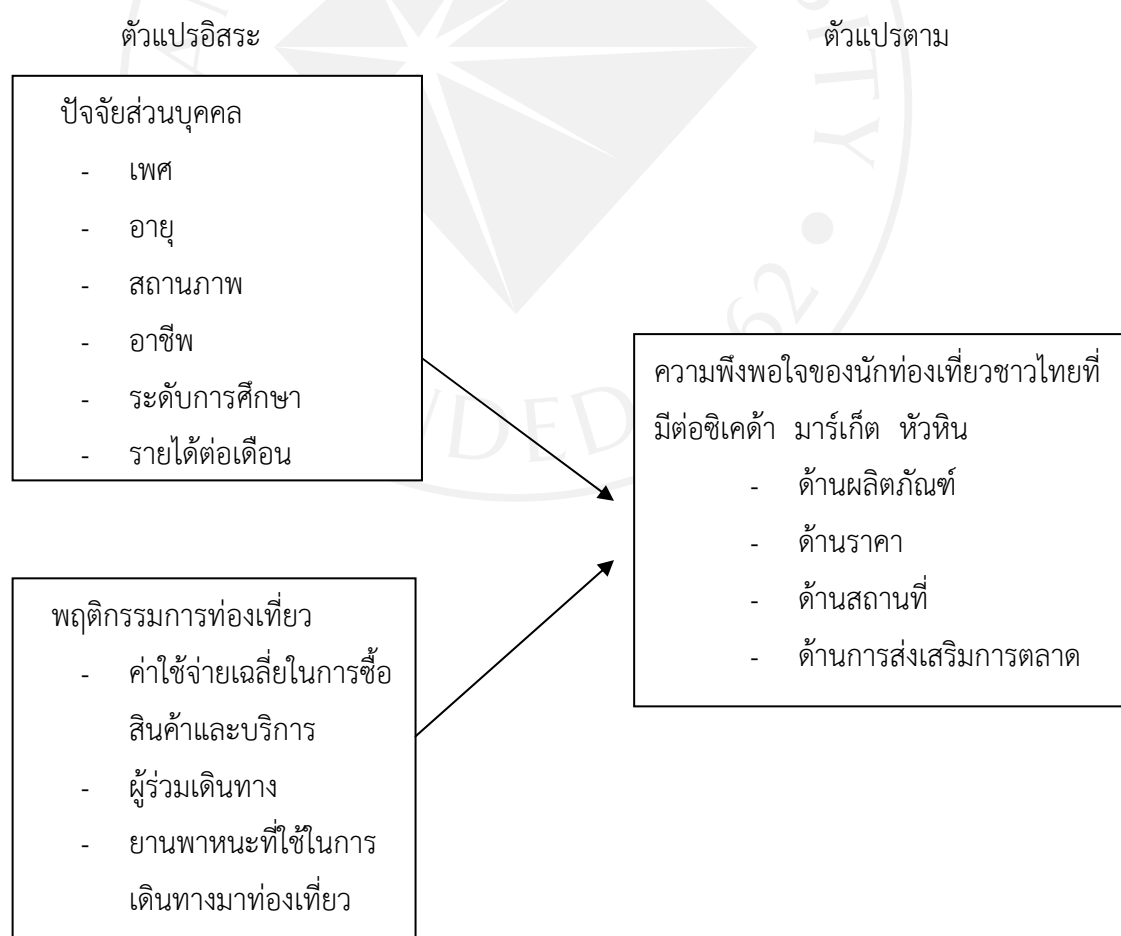 ตัวแปรอิสระ
ตัวแปรตาม
ปัจจัยส่วนบุคคล
- เพศ
- อายุ
- สถานภาพ
- อาชีพ
- ระดับการศึกษา
- รายได้ต่อเดือน
พฤติกรรมการท่องเที่ยว
- ค่าใช้จ่ายเฉลี่ยในการซื้อ
สินค้าและบริการ
- ผู้ร่วมเดินทาง
- ยานพาหนะที่ใช้ในการ
เดินทางมาท่องเที่ยว
ความพึงพอใจของนักท่องเที่ยวชาวไทยที่
มีต่อซิเคด้า มาร์เก็ต หัวหิน
- ด้านผลิตภัณฑ์
- ด้านราคา
- ด้านสถานที่
- ด้านการส่งเสริมการตลาด